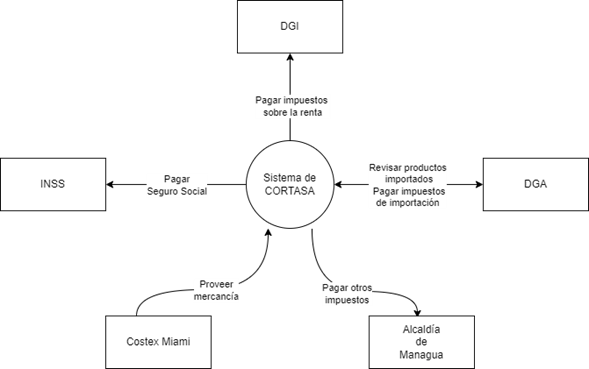 DGI
Pagar impuestos
sobre la renta
INSS
Pagar
Seguro Social
Sistema de
CORTASA
Revisar productos
importados
Pagar impuestos
de importación
DGA
Proveer
mercancía
Pagar otros
impuestos
Costex Miami
Alcaldía
de
Managua